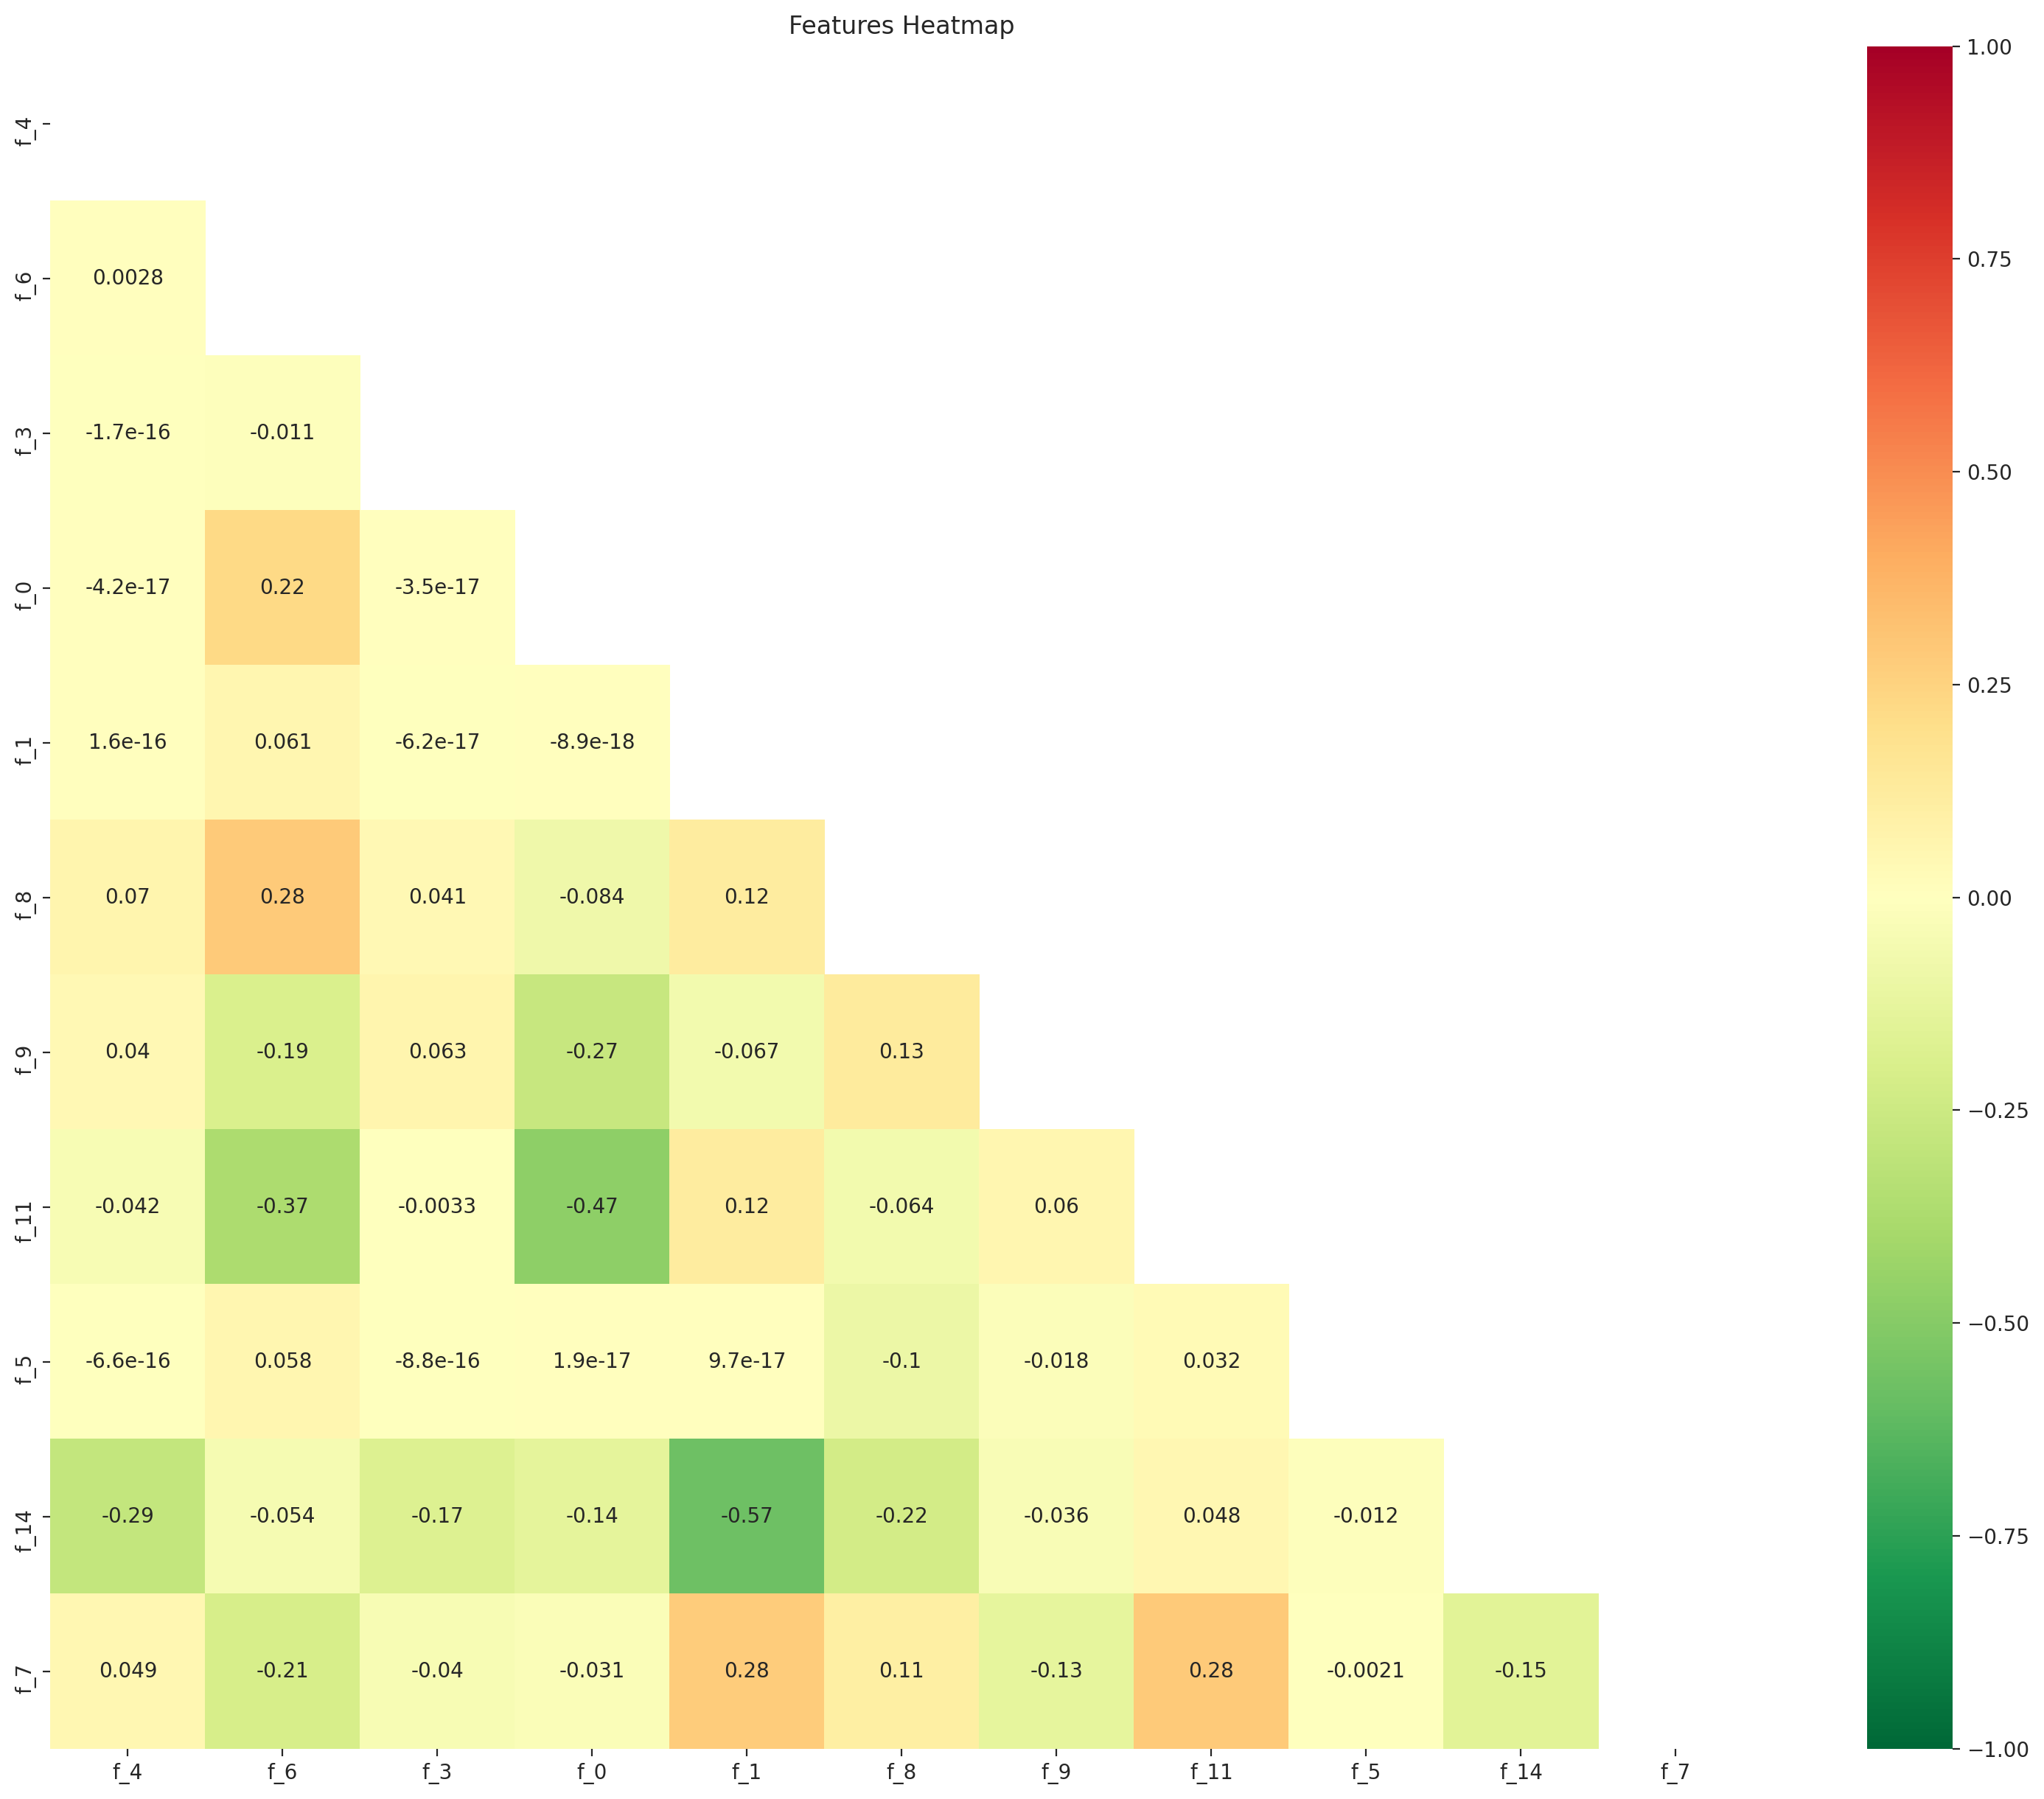 Features Heatmap
1.00
f_4
0.75
f_6 0.0028
f_3 -1.7e-16 -0.011
0.50
f_0 -4.2e-17 0.22 -3.5e-17
0.25
f_1 1.6e-16 0.061 -6.2e-17 -8.9e-18
f_8 0.07 0.28 0.041 -0.084 0.12
0.00
f_9 0.04 -0.19 0.063 -0.27 -0.067 0.13
−0.25
f_11 -0.042 -0.37 -0.0033 -0.47 0.12 -0.064 0.06
−0.50
f_5 -6.6e-16 0.058 -8.8e-16 1.9e-17 9.7e-17 -0.1 -0.018 0.032
f_14 -0.29 -0.054 -0.17 -0.14 -0.57 -0.22 -0.036 0.048 -0.012
−0.75
f_7 0.049 -0.21 -0.04 -0.031 0.28 0.11 -0.13 0.28 -0.0021 -0.15
−1.00
f_4 f_6 f_3 f_0 f_1 f_8 f_9 f_11 f_5 f_14 f_7